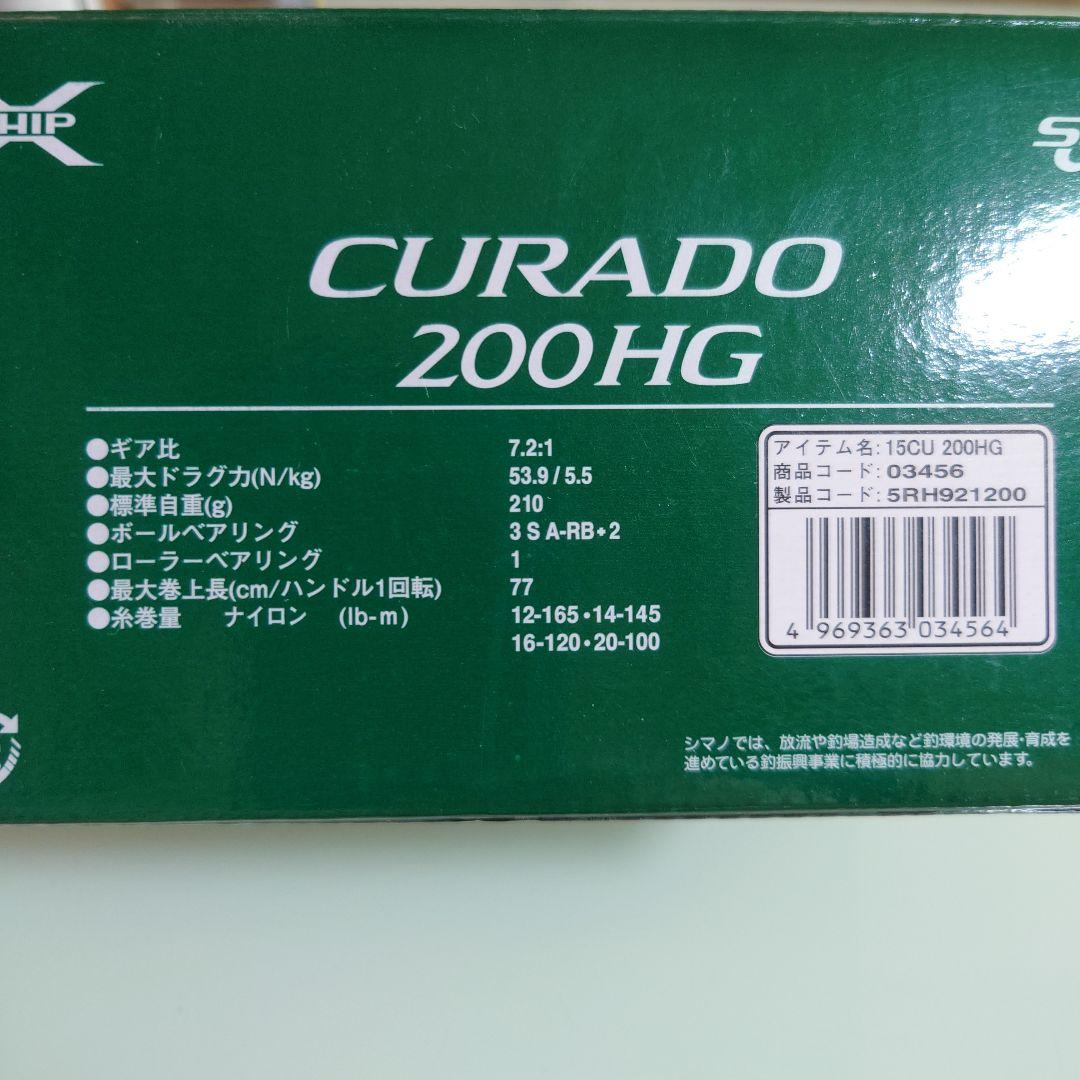 HIP
CURADO
200HG
●ギア比 7.2:1
●最大ドラグ力(N/kg) 53.9/5.5
●標準自重(g) 210
●ボールベアリング 3 S A-RB+2
●ローラーベアリング 1
●最大巻上長(cm/ハンドル1回転) 77
●糸巻量 ナイロン (lb-m) 12-165・14-145
16-120・20-100
アイテム名:15CU 200HG
商品コード:03456
製品コード:5RH921200
4 969363 034564
シマノでは、放流や釣場造成など釣環境の発展・育成を
進めている釣振興事業に積極的に協力しています。